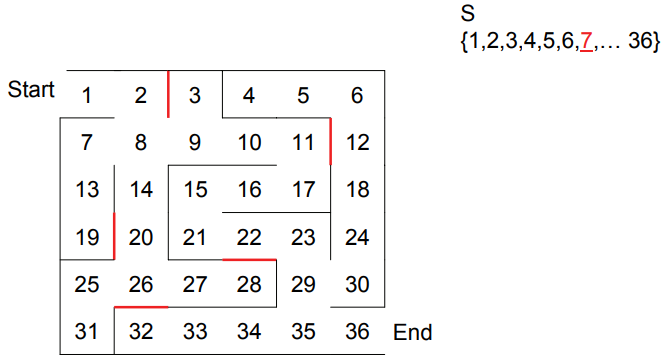 S
{1,2,3,4,5,6,7,… 36}
Start 1 2 3 4 5 6
7 8 9 10 11 12
13 14 15 16 17 18
19 20 21 22 23 24
25 26 27 28 29 30
31 32 33 34 35 36 End